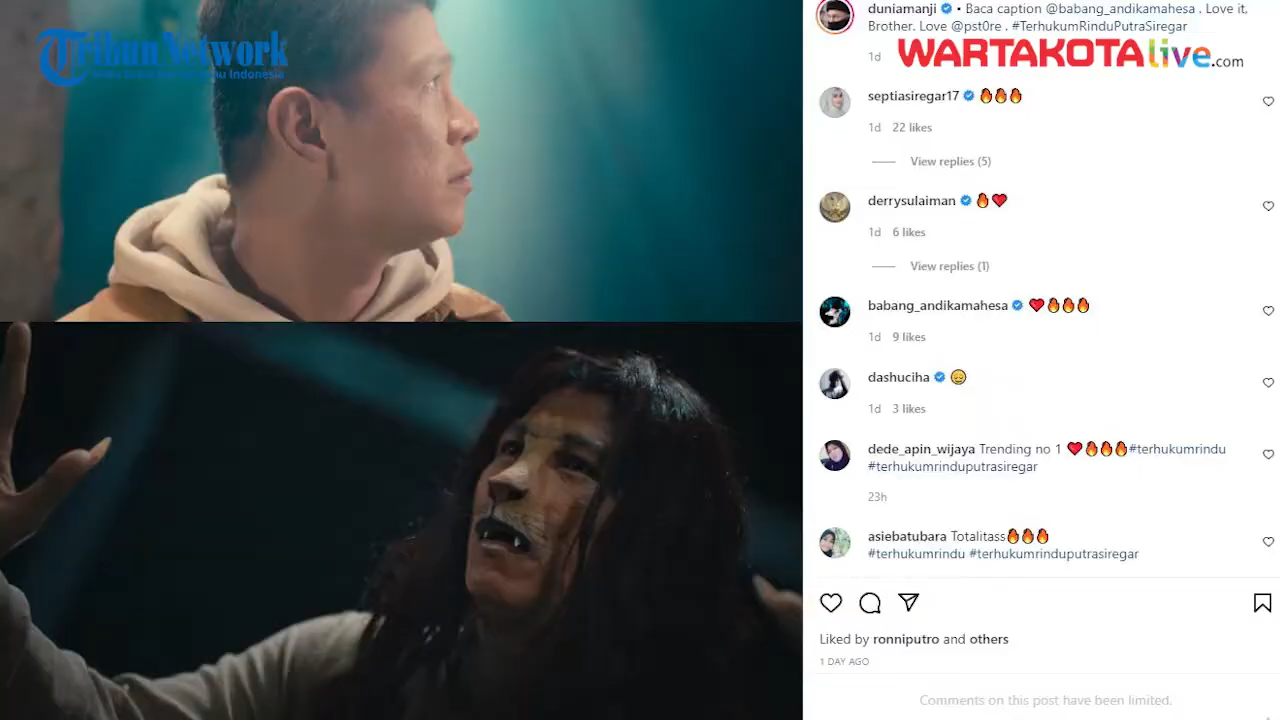 Tribun Network
duniamanji • Baca caption @babang_andikamahesa . Love it,
Brother. Love @pst0re . #TerhukumRinduPutraSiregar
1d
WARTAKOTAlive.com
septiasiregar17 🔥🔥🔥
1d 22 likes
View replies (5)
derrysulaiman 🔥❤️
1d 6 likes
View replies (1)
babang_andikamahesa ❤️🔥🔥🔥
1d 9 likes
dashuciha 😑
1d 3 likes
dede_apin_wijaya Trending no 1 ❤️🔥🔥🔥#terhukumrindu
#terhukumrinduputrasiregar
23h
asiebatubara Totalitass🔥🔥🔥
#terhukumrindu #terhukumrinduputrasiregar
Liked by ronniputro and others
1 DAY AGO
Comments on this post have been limited.